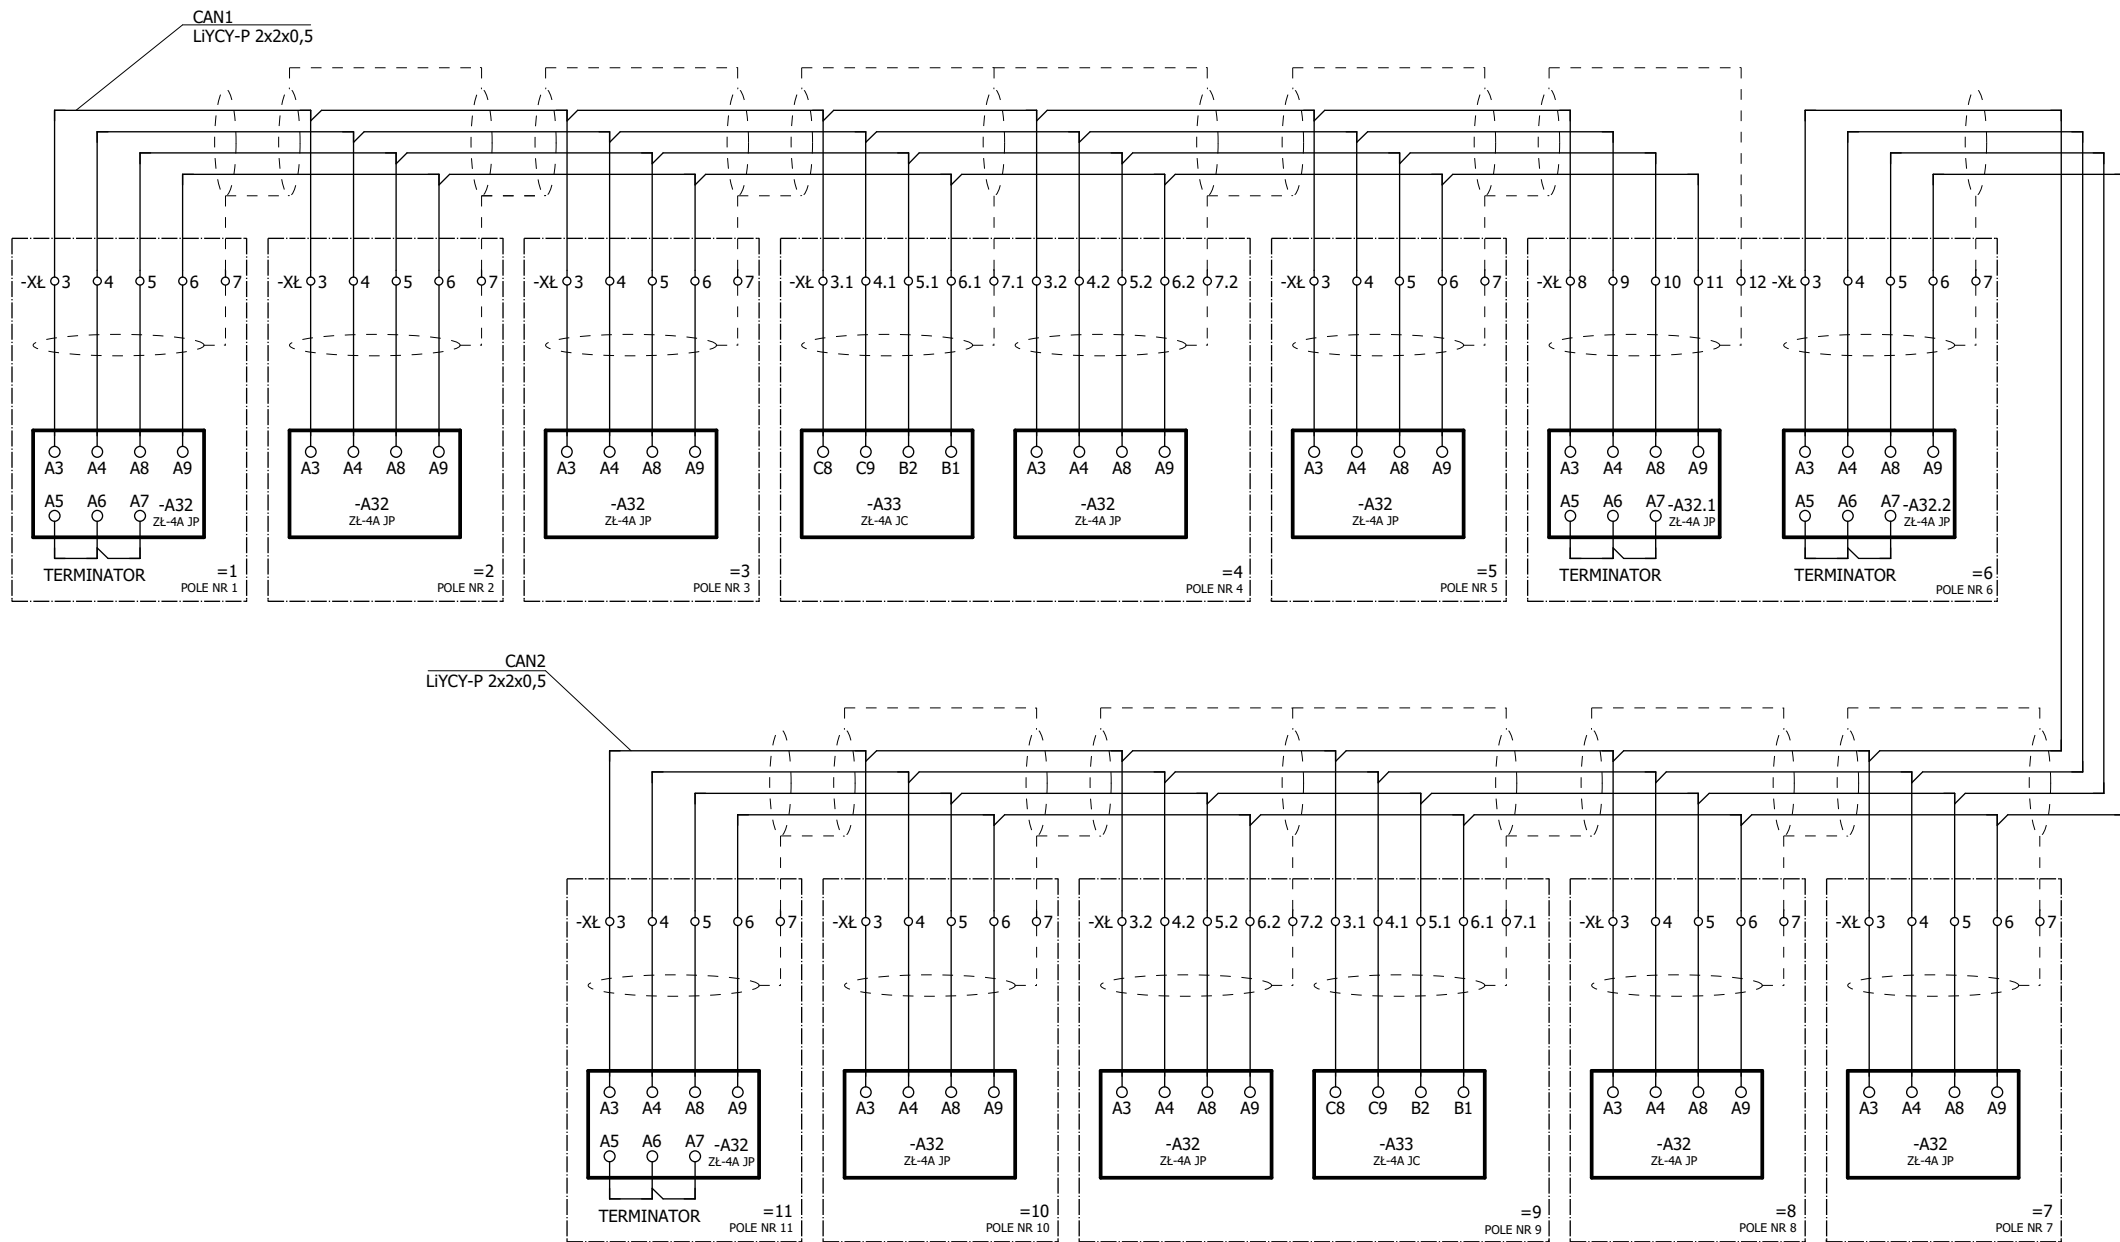 CAN1
LiYCY-P 2x2x0,5
-XŁ 3 4 5 6 7 -XŁ 3 4 5 6 7 -XŁ 3 4 5 6 7 -XŁ 3.1 4.1 5.1 6.1 7.1 3.2 4.2 5.2 6.2 7.2 -XŁ 3 4 5 6 7 -XŁ 8 9 10 11 12 -XŁ 3 4 5 6 7
A3 A4 A8 A9 A3 A4 A8 A9 A3 A4 A8 A9 C8 C9 B2 B1 A3 A4 A8 A9 A3 A4 A8 A9 A3 A4 A8 A9 A3 A4 A8 A9
A5 A6 A7 -A32 -A32 -A32 -A33 -A32 -A32 A5 A6 A7 -A32.1 A5 A6 A7 -A32.2
ZŁ-4A JP ZŁ-4A JP ZŁ-4A JP ZŁ-4A JC ZŁ-4A JP ZŁ-4A JP ZŁ-4A JP ZŁ-4A JP
TERMINATOR =1 =2 =3 =4 =5 TERMINATOR TERMINATOR =6
POLE NR 1 POLE NR 2 POLE NR 3 POLE NR 4 POLE NR 5 POLE NR 6
CAN2
LiYCY-P 2x2x0,5
-XŁ 3 4 5 6 7 -XŁ 3 4 5 6 7 -XŁ 3.2 4.2 5.2 6.2 7.2 3.1 4.1 5.1 6.1 7.1 -XŁ 3 4 5 6 7 -XŁ 3 4 5 6 7
A3 A4 A8 A9 A3 A4 A8 A9 A3 A4 A8 A9 C8 C9 B2 B1 A3 A4 A8 A9 A3 A4 A8 A9
A5 A6 A7 -A32 -A32 -A32 -A33 -A32 -A32
ZŁ-4A JP ZŁ-4A JP ZŁ-4A JP ZŁ-4A JC ZŁ-4A JP ZŁ-4A JP
TERMINATOR =11 =10 =9 =8 =7
POLE NR 11 POLE NR 10 POLE NR 9 POLE NR 8 POLE NR 7